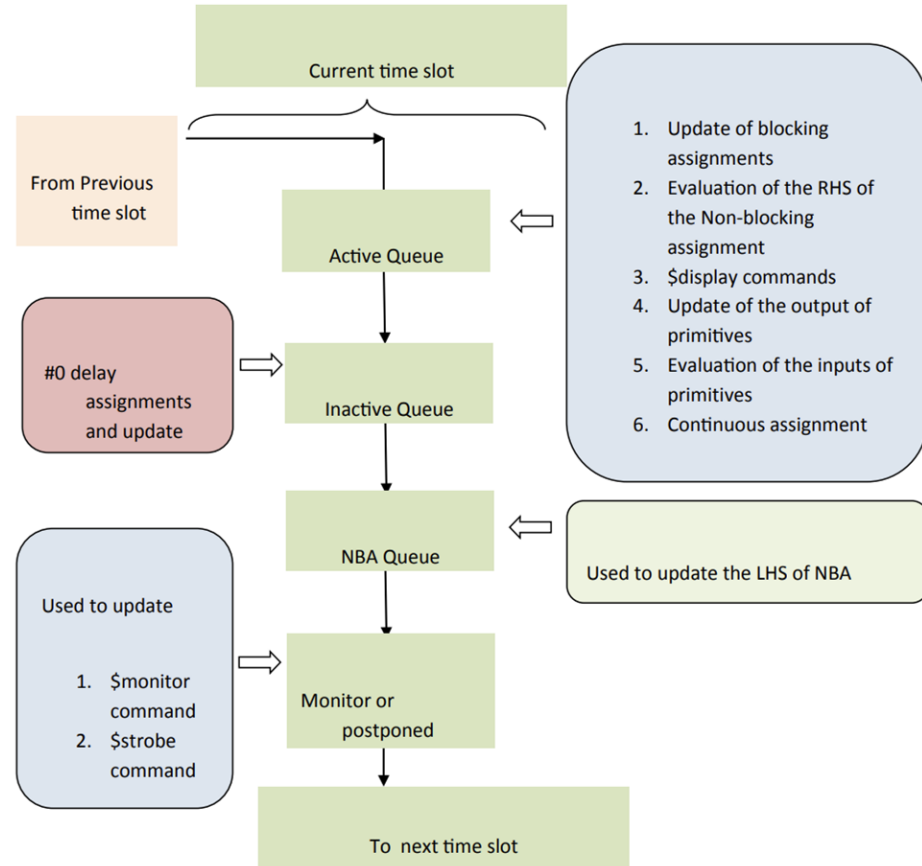 Current time slot
From Previous
time slot
Active Queue
1. Update of blocking
assignments
2. Evaluation of the RHS of
the Non-blocking
assignment
3. $display commands
4. Update of the output of
primitives
5. Evaluation of the inputs of
primitives
6. Continuous assignment
#0 delay
assignments
and update
Inactive Queue
NBA Queue
Used to update the LHS of NBA
Used to update
1. $monitor
command
2. $strobe
command
Monitor or
postponed
To next time slot